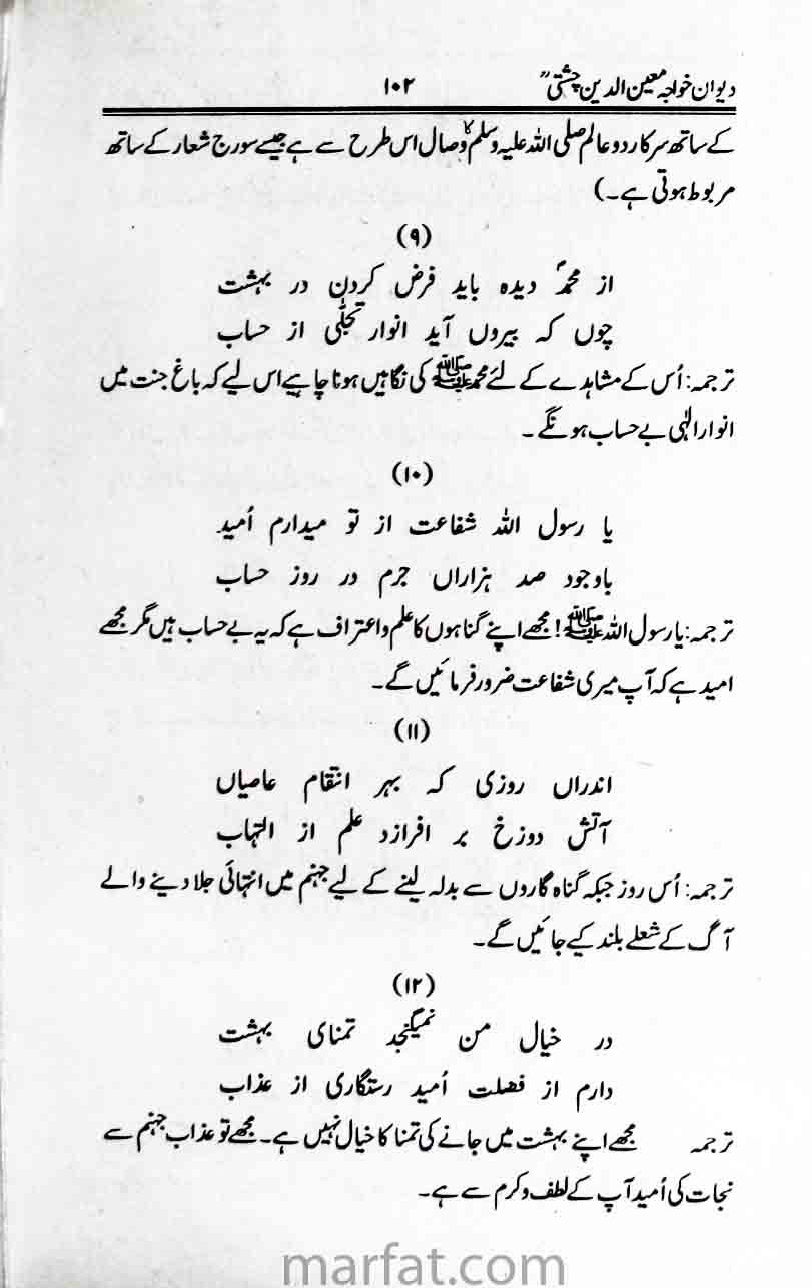 دیوان خواجہ معین الدین چشتیؒ ۱۰۲
کے ساتھ سرکار دو عالم صلی اللہ علیہ وسلم کا وصال اس طرح سے ہے جیسے سورج شعار کے ساتھ
مربوط ہوتی ہے۔)
(۹)
از محمدؐ دیدہ باید فرض کردن در بہشت
چوں کہ بیروں آید انوار تجلّی از حساب
ترجمہ: اُس کے مشاہدے کے لئے محمد ﷺ کی نگاہیں ہونا چاہیے اس لیے کہ باغ جنت میں
انوار الٰہی بے حساب ہونگے۔
(۱۰)
یا رسول اللہ شفاعت از تو میدارم اُمید
باوجود صد ہزاراں جرم در روز حساب
ترجمہ: یارسول اللہ ﷺ! مجھے اپنے گناہوں کا علم و اعتراف ہے کہ یہ بے حساب ہیں مگر مجھے
امید ہے کہ آپ میری شفاعت ضرور فرمائیں گے۔
(۱۱)
اندراں روزی کہ بہر انتقام عاصیاں
آتش دوزخ بر افرازد علم از التہاب
ترجمہ: اُس روز جبکہ گناہ گاروں سے بدلہ لینے کے لیے جہنم میں انتہائی جلا دینے والے
آگ کے شعلے بلند کیے جائیں گے۔
(۱۲)
در خیال من نمیگنجد تمنای بہشت
دارم از فضلت اُمید رستگاری از عذاب
ترجمہ مجھے اپنے بہشت میں جانے کی تمنا کا خیال نہیں ہے۔ مجھے تو عذاب جہنم سے
نجات کی اُمید آپ کے لطف و کرم سے ہے۔
marfat.com